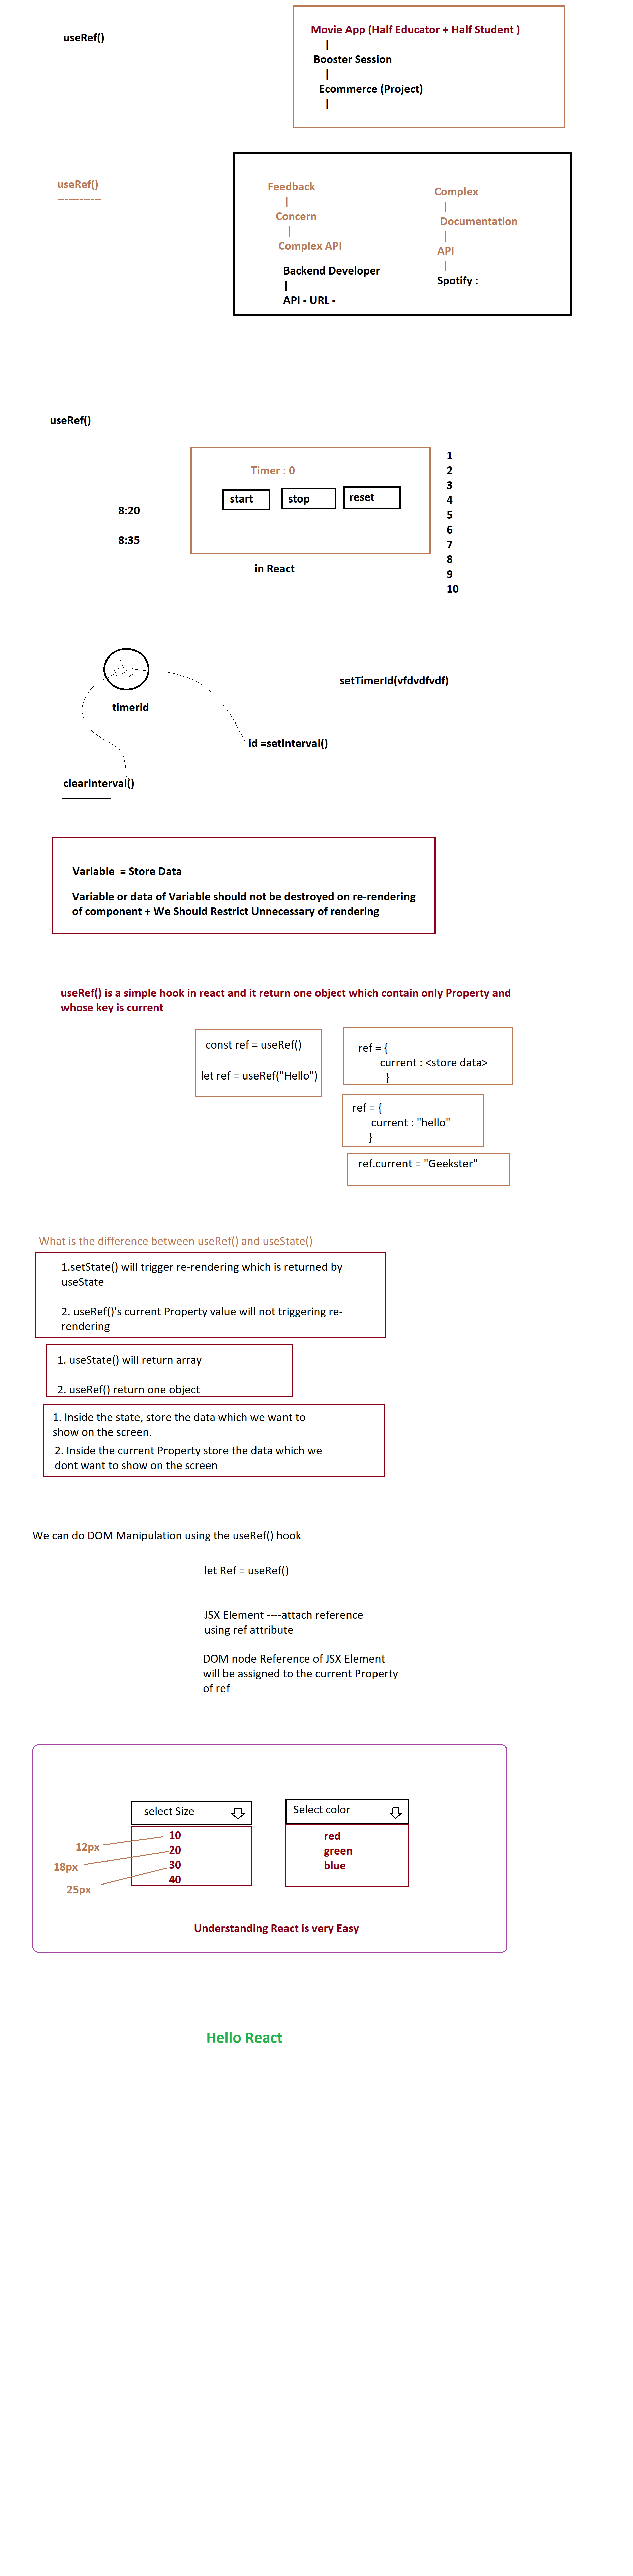 useRef()
Movie App (Half Educator + Half Student )
|
Booster Session
|
Ecommerce (Project)
|
useRef()
------------
Feedback
|
Concern
|
Complex API
Backend Developer
|
API - URL -
Complex
|
Documentation
|
API
|
Spotify :
useRef()
Timer : 0
start
stop
reset
8:20
8:35
in React
1
2
3
4
5
6
7
8
9
10
timerid
setTimerId(vfdvdfvdf)
id =setInterval()
clearInterval()
Variable = Store Data
Variable or data of Variable should not be destroyed on re-rendering
of component + We Should Restrict Unnecessary of rendering
useRef() is a simple hook in react and it return one object which contain only Property and
whose key is current
const ref = useRef()
let ref = useRef("Hello")
ref = {
current : <store data>
}
ref = {
current : "hello"
}
ref.current = "Geekster"
What is the difference between useRef() and useState()
1.setState() will trigger re-rendering which is returned by
useState
2. useRef()'s current Property value will not triggering re-
rendering
1. useState() will return array
2. useRef() return one object
1. Inside the state, store the data which we want to
show on the screen.
2. Inside the current Property store the data which we
dont want to show on the screen
We can do DOM Manipulation using the useRef() hook
let Ref = useRef()
JSX Element ----attach reference
using ref attribute
DOM node Reference of JSX Element
will be assigned to the current Property
of ref
select Size
10
20
30
40
12px
18px
25px
Select color
red
green
blue
Understanding React is very Easy
Hello React